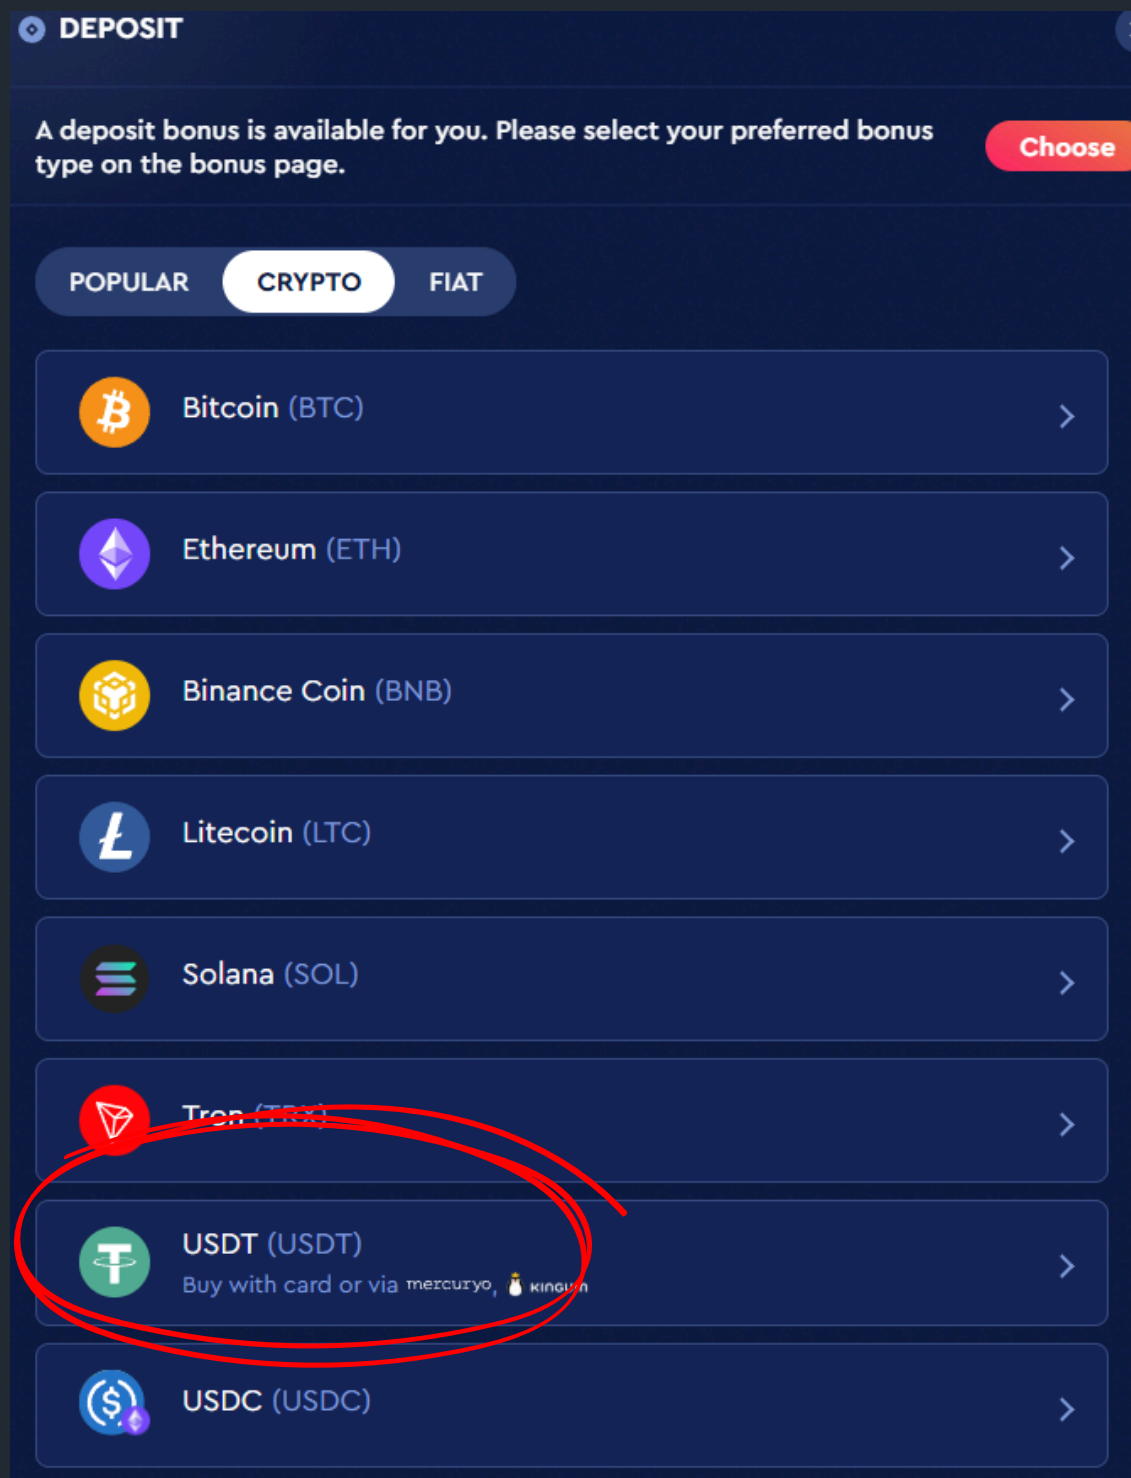 DEPOSIT
A deposit bonus is available for you. Please select your preferred bonus
type on the bonus page.
Choose
POPULAR CRYPTO FIAT
Bitcoin (BTC)
Ethereum (ETH)
Binance Coin (BNB)
Litecoin (LTC)
Solana (SOL)
Tron (TRX)
USDT (USDT)
Buy with card or via mercuryo, KINGUIN
USDC (USDC)